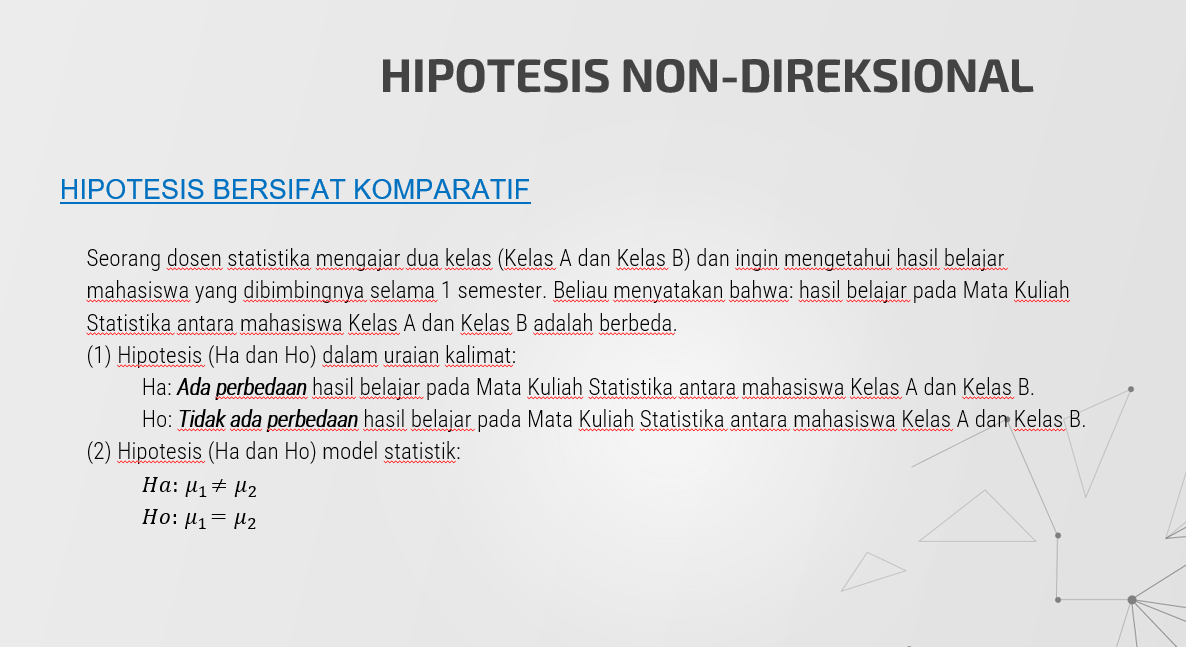 HIPOTESIS NON-DIREKSIONAL
HIPOTESIS BERSIFAT KOMPARATIF
Seorang dosen statistika mengajar dua kelas (Kelas A dan Kelas B) dan ingin mengetahui hasil belajar
mahasiswa yang dibimbingnya selama 1 semester. Beliau menyatakan bahwa: hasil belajar pada Mata Kuliah
Statistika antara mahasiswa Kelas A dan Kelas B adalah berbeda.
(1) Hipotesis (Ha dan Ho) dalam uraian kalimat:
Ha: Ada perbedaan hasil belajar pada Mata Kuliah Statistika antara mahasiswa Kelas A dan Kelas B.
Ho: Tidak ada perbedaan hasil belajar pada Mata Kuliah Statistika antara mahasiswa Kelas A dan Kelas B.
(2) Hipotesis (Ha dan Ho) model statistik:
Ha: μ₁ ≠ μ₂
Ho: μ₁ = μ₂